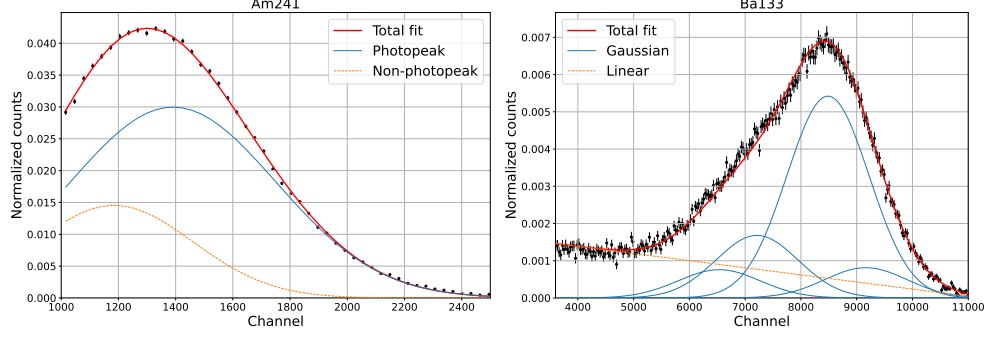 Am241
0.040
0.035
0.030
0.025
0.020
0.015
0.010
0.005
0.000
Normalized counts
1000 1200 1400 1600 1800 2000 2200 2400
Channel
Total fit
Photopeak
Non-photopeak
Ba133
0.007
0.006
0.005
0.004
0.003
0.002
0.001
0.000
Normalized counts
4000 5000 6000 7000 8000 9000 10000 11000
Channel
Total fit
Gaussian
Linear